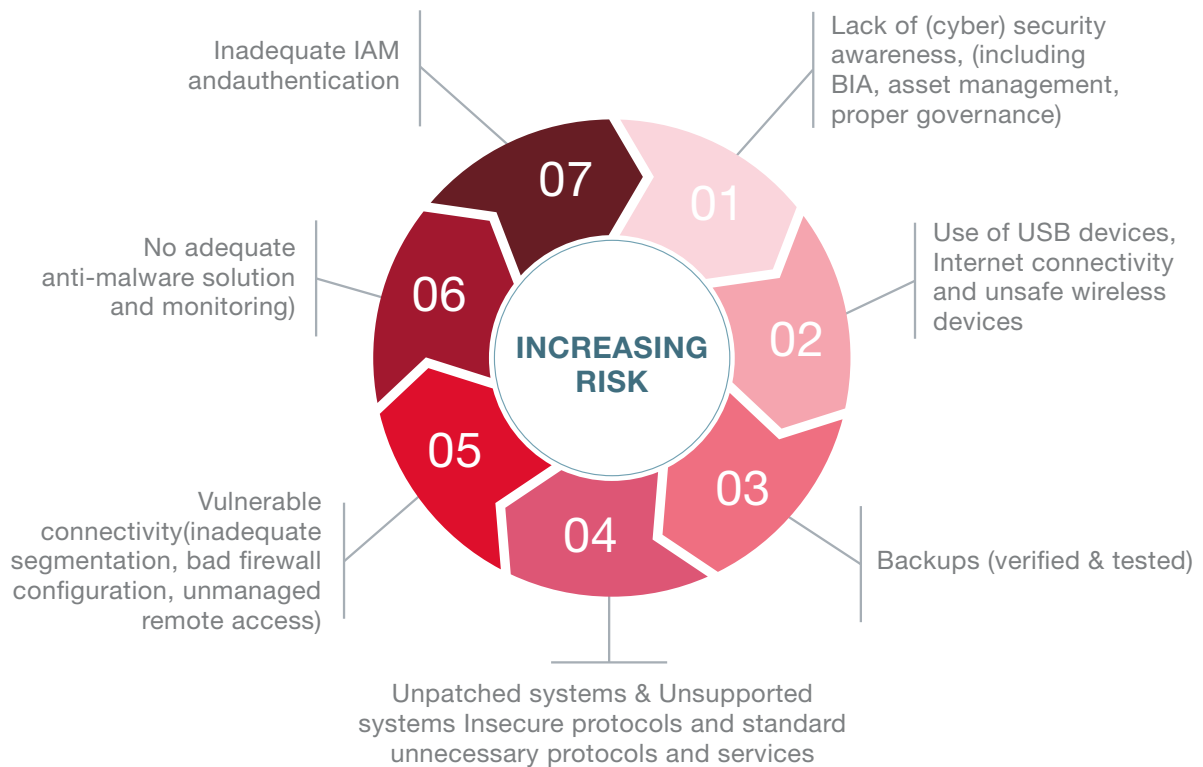 INCREASING
RISK
01
Lack of (cyber) security
awareness, (including
BIA, asset management,
proper governance)
02
Use of USB devices,
Internet connectivity
and unsafe wireless
devices
03
Backups (verified & tested)
04
Unpatched systems & Unsupported
systems Insecure protocols and standard
unnecessary protocols and services
05
Vulnerable
connectivity(inadequate
segmentation, bad firewall
configuration, unmanaged
remote access)
06
No adequate
anti-malware solution
and monitoring)
07
Inadequate IAM
andauthentication